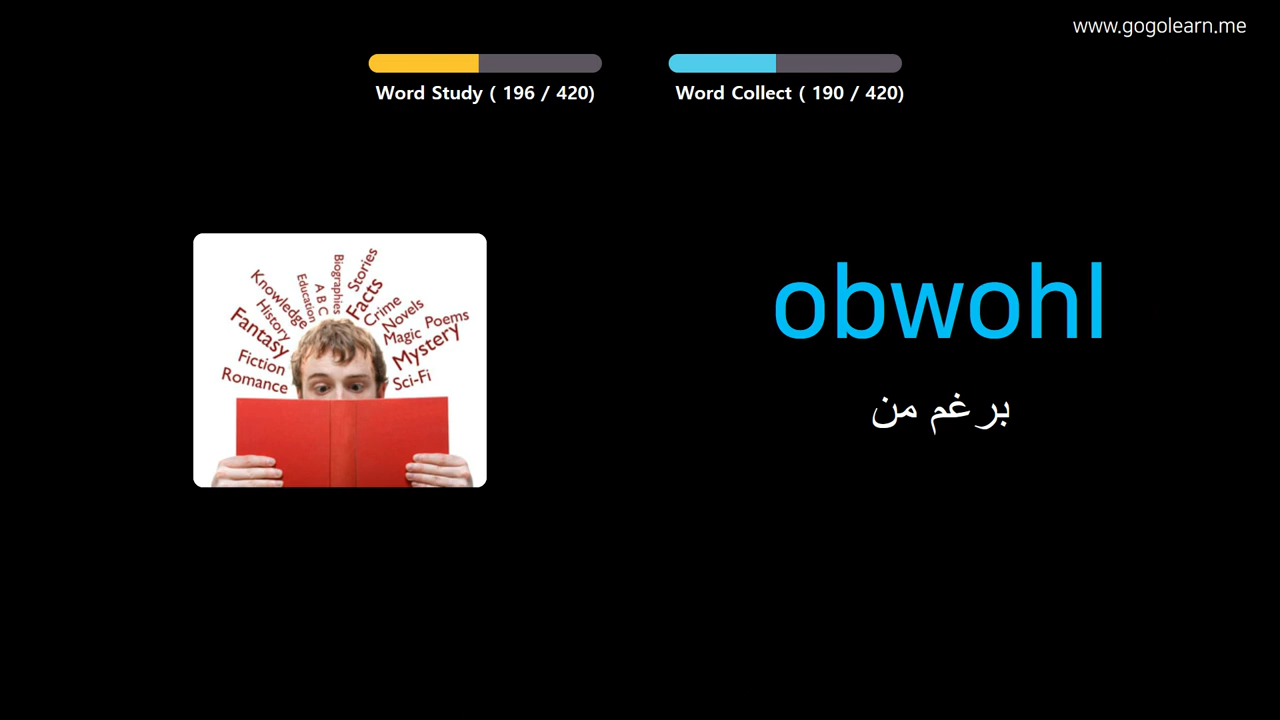 www.gogolearn.me
Word Study ( 196 / 420)
Word Collect ( 190 / 420)
Knowledge
History
Fantasy
Fiction
Romance
Education
A B C
Biographies
Stories
Facts
Crime
Novels
Magic
Poems
Mystery
Sci-Fi
obwohl
برغم من